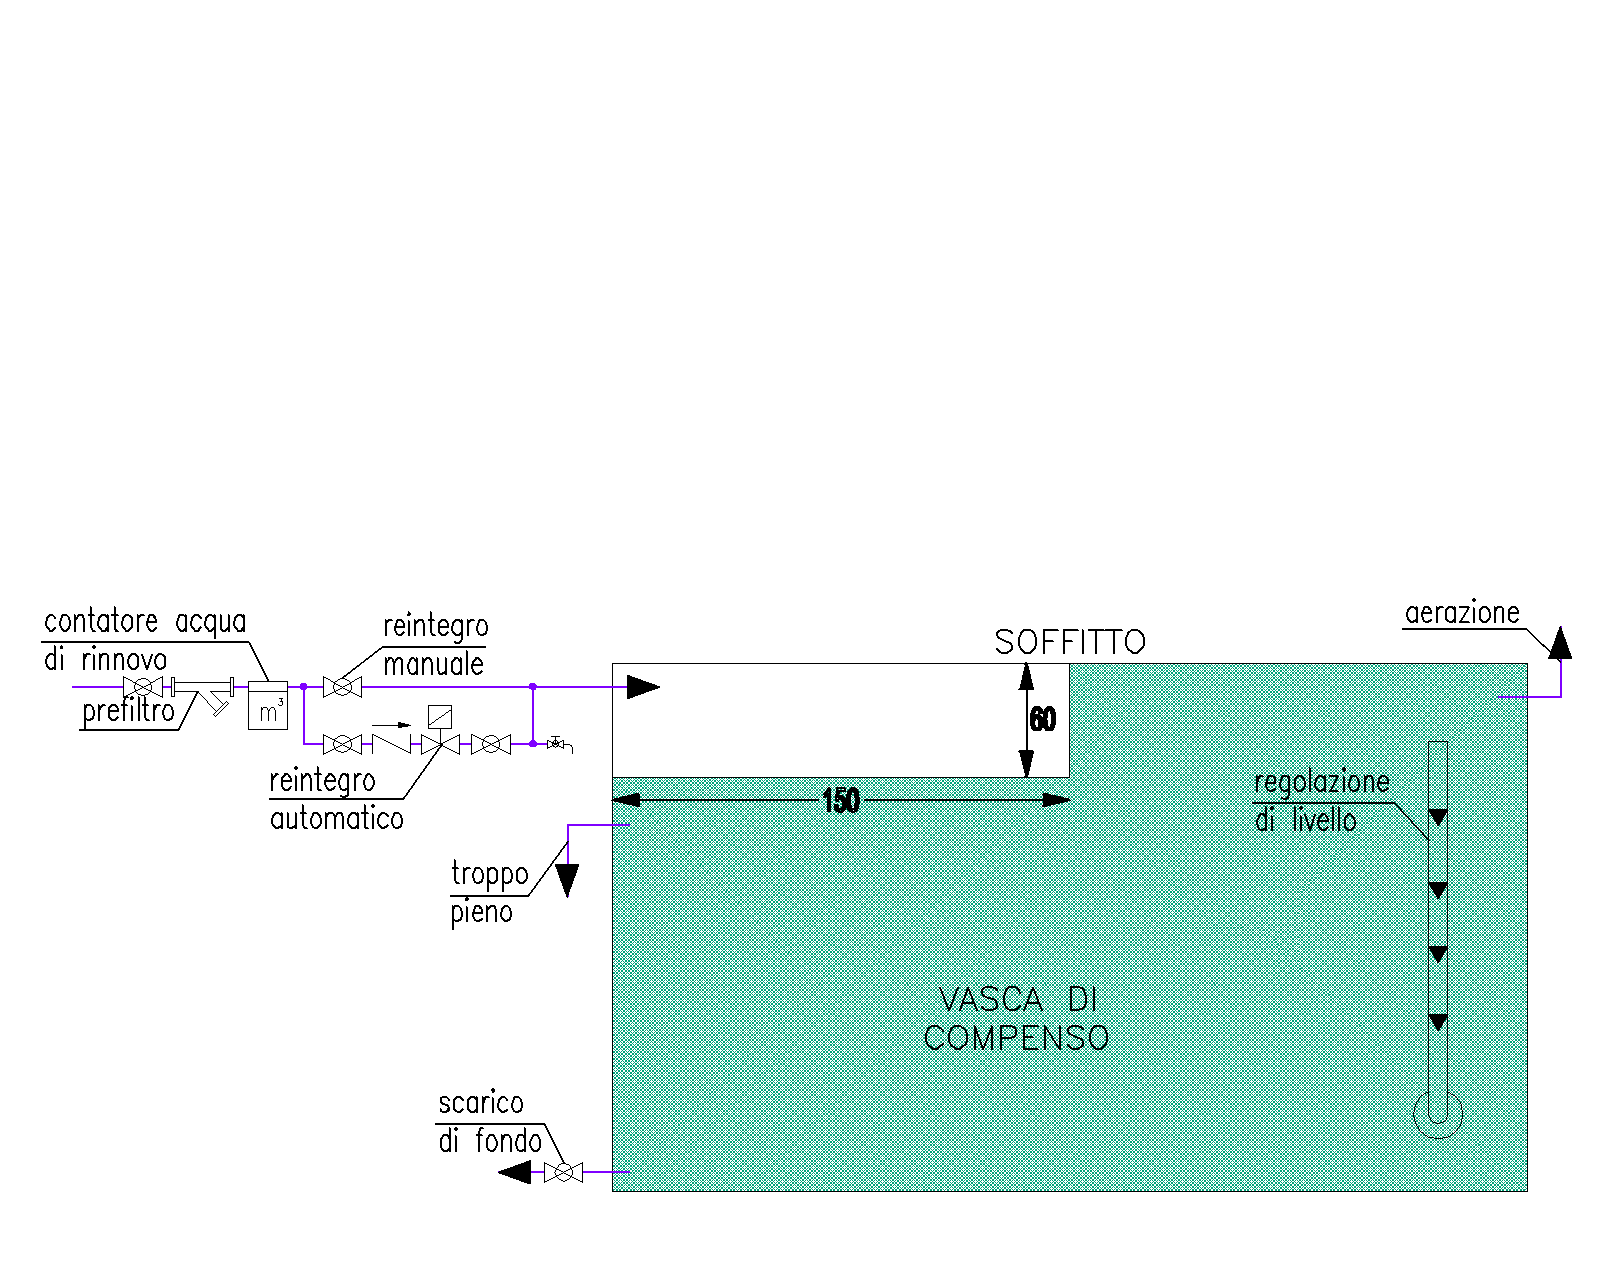 contatore acqua
di rinnovo
prefiltro
m³
reintegro
manuale
reintegro
automatico
troppo
pieno
SOFFITTO
60
150
aerazione
regolazione
di livello
VASCA DI
COMPENSO
scarico
di fondo